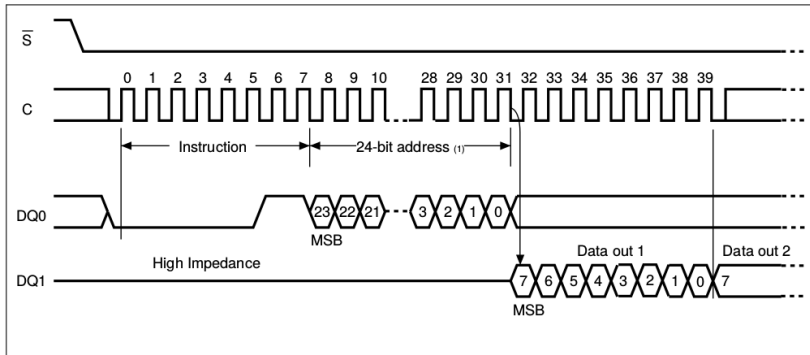 S
0 1 2 3 4 5 6 7 8 9 10 28 29 30 31 32 33 34 35 36 37 38 39
C
Instruction 24-bit address (1)
DQ0 23 22 21 3 2 1 0
MSB
High Impedance Data out 1 Data out 2
DQ1 7 6 5 4 3 2 1 0 7
MSB